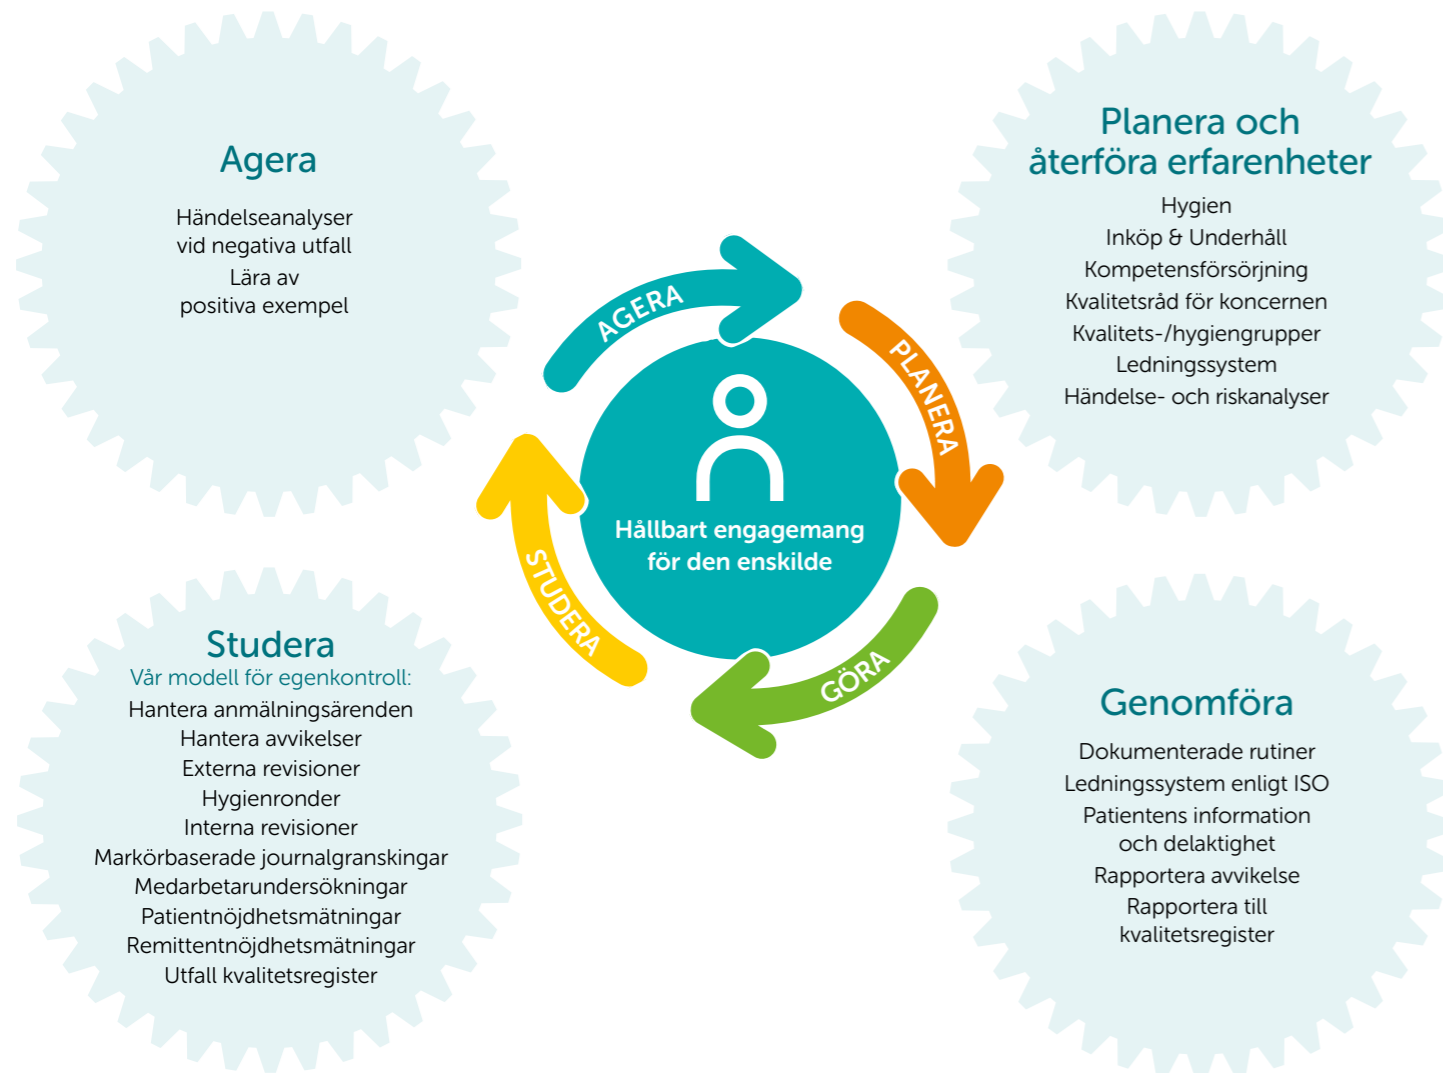 Agera
Händelseanalyser
vid negativa utfall
Lära av
positiva exempel
Planera och
återföra erfarenheter
Hygien
Inköp & Underhåll
Kompetensförsörjning
Kvalitetsråd för koncernen
Kvalitets-/hygiengrupper
Ledningssystem
Händelse- och riskanalyser
AGERA
PLANERA
GÖRA
STUDERA
Hållbart engagemang
för den enskilde
Studera
Vår modell för egenkontroll:
Hantera anmälningsärenden
Hantera avvikelser
Externa revisioner
Hygienronder
Interna revisioner
Markörbaserade journalgranskingar
Medarbetarundersökningar
Patientnöjdhetsmätningar
Remittentnöjdhetsmätningar
Utfall kvalitetsregister
Genomföra
Dokumenterade rutiner
Ledningssystem enligt ISO
Patientens information
och delaktighet
Rapportera avvikelse
Rapportera till
kvalitetsregister